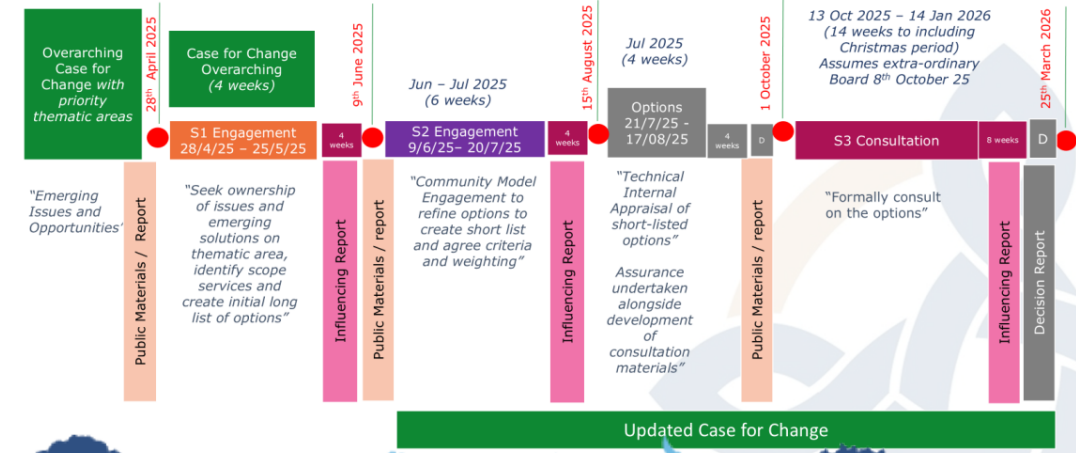 Overarching
Case for
Change with
priority
thematic areas
28th April 2025
Case for Change
Overarching
(4 weeks)
9th June 2025
Jun – Jul 2025
(6 weeks)
15th August 2025
Jul 2025
(4 weeks)
1 October 2025
13 Oct 2025 – 14 Jan 2026
(14 weeks to including
Christmas period)
Assumes extra-ordinary
Board 8th October 25
25th March 2026
S1 Engagement
28/4/25 – 25/5/25
4
weeks
S2 Engagement
9/6/25– 20/7/25
4
weeks
Options
21/7/25 -
17/08/25
4
weeks
D
S3 Consultation
8 weeks
D
“Emerging
Issues and
Opportunities’
Public Materials / Report
“Seek ownership
of issues and
emerging
solutions on
thematic area,
identify scope
services and
create initial long
list of options”
Influencing Report
Public Materials / report
“Community Model
Engagement to
refine options to
create short list
and agree criteria
and weighting”
Influencing Report
“Technical
Internal
Appraisal of
short-listed
options”
Assurance
undertaken
alongside
development
of
consultation
materials”
Public Materials / report
“Formally consult
on the options”
Influencing Report
Decision Report
Updated Case for Change